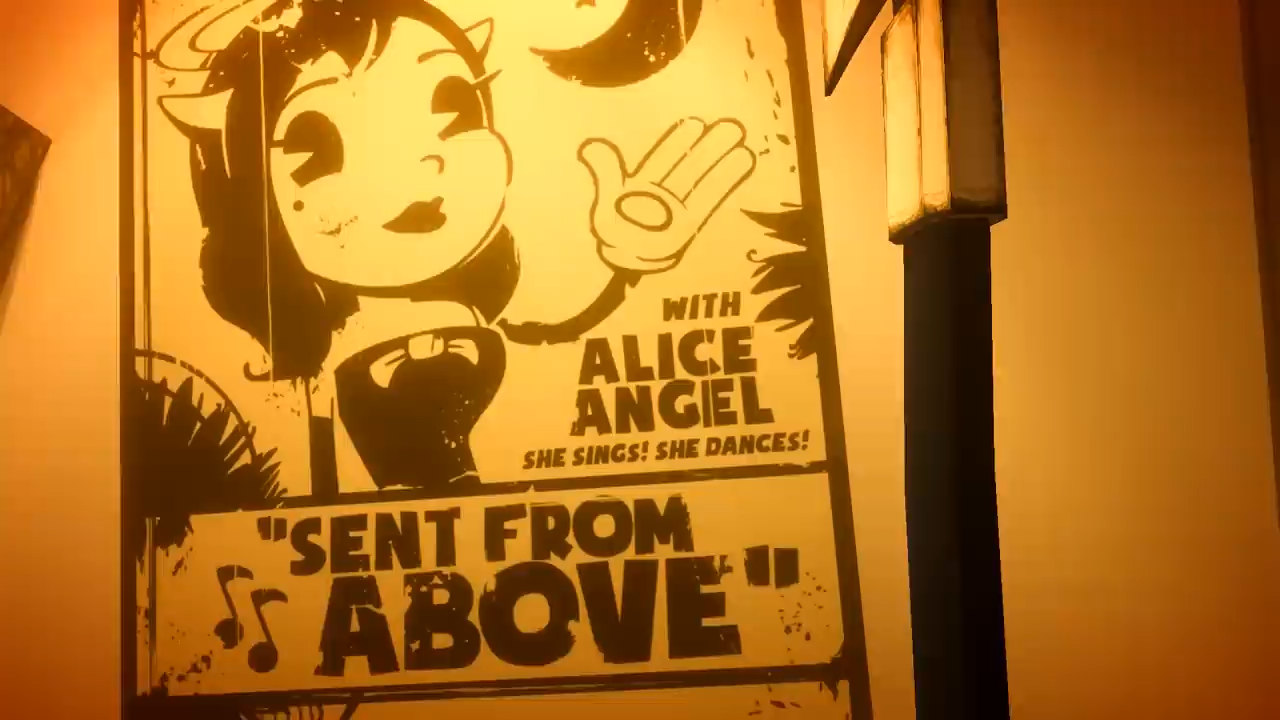 WITH
ALICE
ANGEL
SHE SINGS! SHE DANCES!
"SENT FROM
ABOVE"